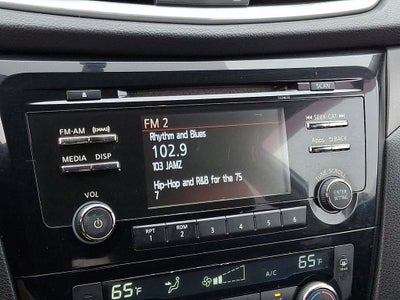 SCAN
FM 2
FM-AM
SEEK CAT
Rhythm and Blues
102.9
Apps
BACK
MEDIA DISP
103 JAMZ
VOL
Hip-Hop and R&B for the 75
7
TUNE SCROLL
ENTER
SETTING
RPT
1
RDM
2
3
4
5
6
65°F
A/C
65°F